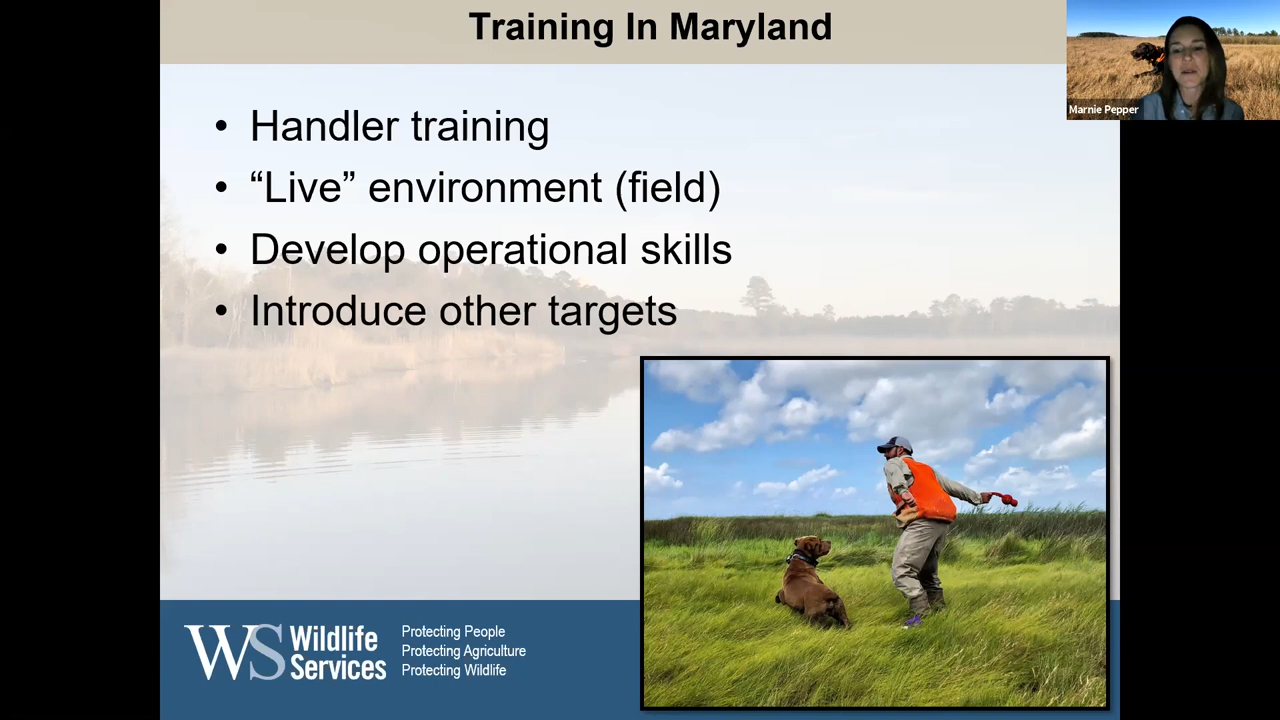 Training In Maryland
Marnie Pepper
• Handler training
• “Live” environment (field)
• Develop operational skills
• Introduce other targets
WS Wildlife Services
Protecting People
Protecting Agriculture
Protecting Wildlife